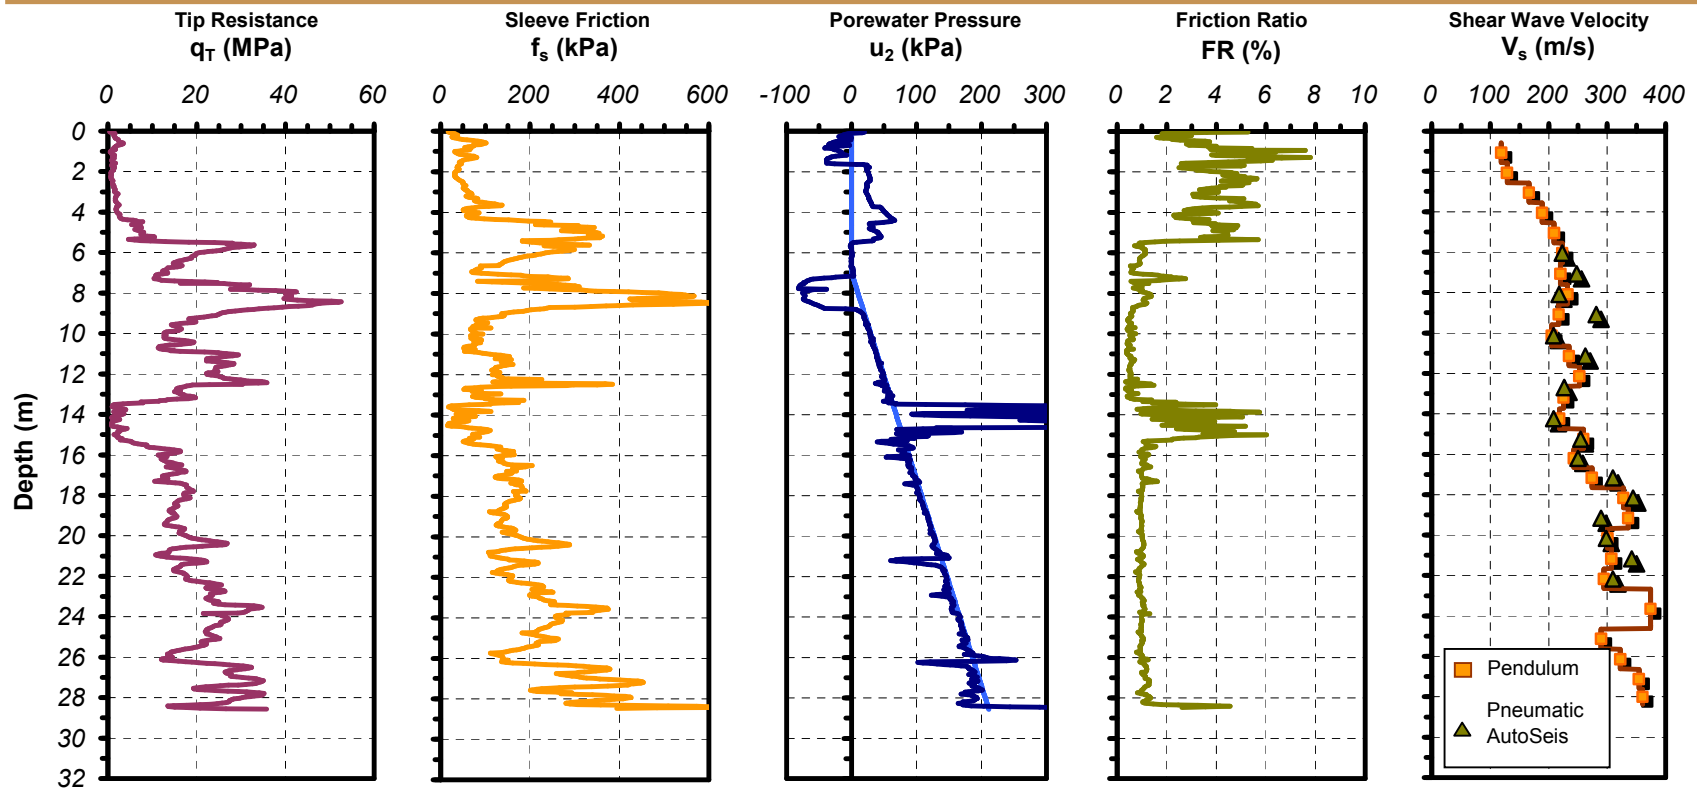 Tip Resistance Sleeve Friction Porewater Pressure Friction Ratio Shear Wave Velocity
qT (MPa) fs (kPa) u2 (kPa) FR (%) Vs (m/s)
0 20 40 60 0 200 400 600 -100 0 100 200 300 0 2 4 6 8 10 0 100 200 300 400
0
2
4
6
8
10
12
14
16
18
20
22
24
26
28
30
32
Depth (m)
Pendulum
Pneumatic
AutoSeis